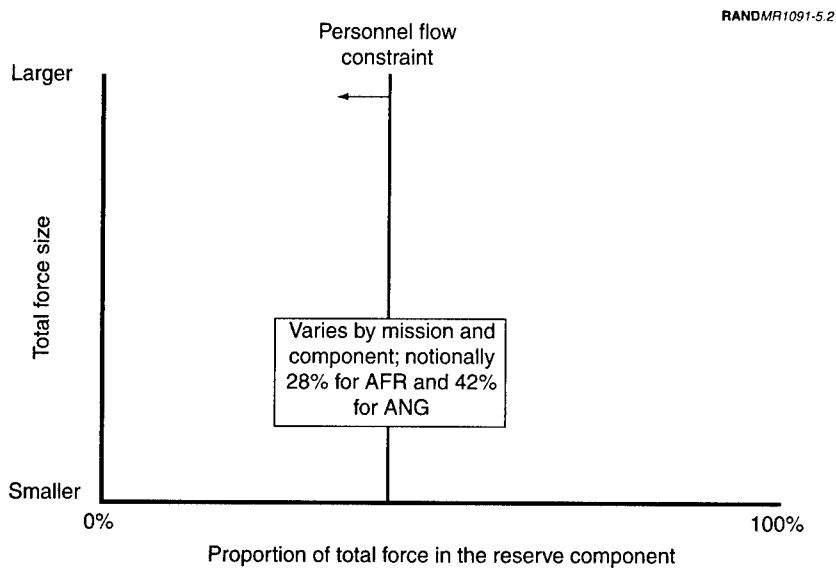 RANDMR1091-5.2
Personnel flow
constraint
Larger
Total force size
Varies by mission and
component; notionally
28% for AFR and 42%
for ANG
Smaller
0%
100%
Proportion of total force in the reserve component